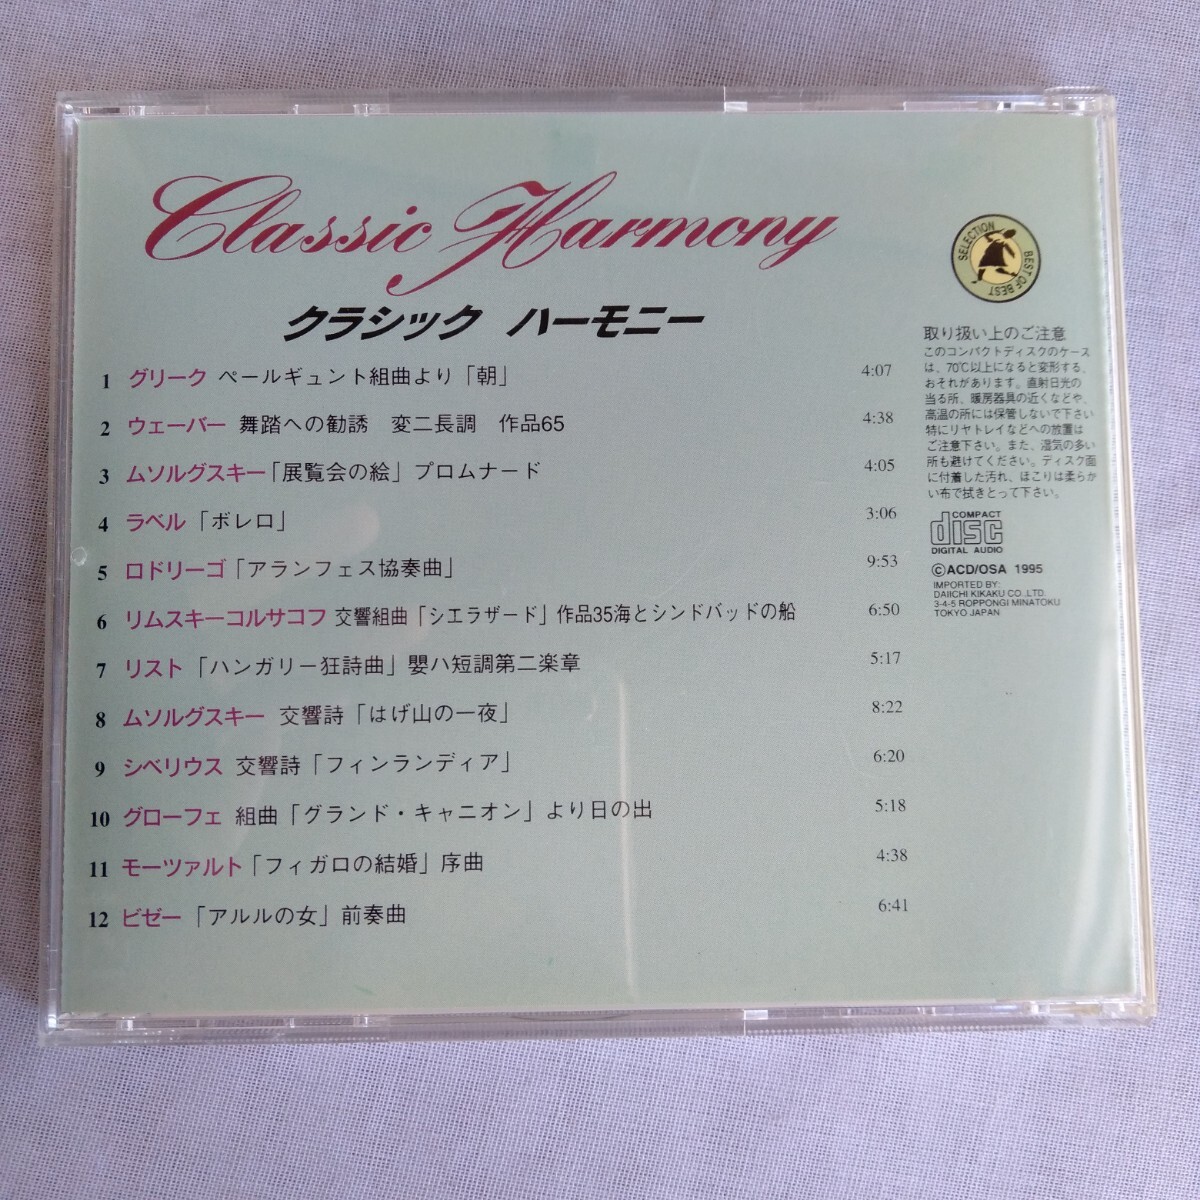 Classic Harmony
クラシック ハーモニー
1 グリーク ペールギュント組曲より「朝」 4:07
2 ウェーバー 舞踏への勧誘 変二長調 作品65 4:38
3 ムソルグスキー「展覧会の絵」プロムナード 4:05
4 ラベル「ボレロ」 3:06
5 ロドリーゴ「アランフェス協奏曲」 9:53
6 リムスキーコルサコフ 交響組曲「シエラザード」作品35海とシンドバッドの船 6:50
7 リスト「ハンガリー狂詩曲」嬰ハ短調第二楽章 5:17
8 ムソルグスキー 交響詩「はげ山の一夜」 8:22
9 シベリウス 交響詩「フィンランディア」 6:20
10 グローフェ 組曲「グランド・キャニオン」より日の出 5:18
11 モーツァルト「フィガロの結婚」序曲 4:38
12 ビゼー「アルルの女」前奏曲 6:41
SELECTION
BEST OF BEST
取り扱い上のご注意
このコンパクトディスクのケース
は、70℃以上になると変形する、
おそれがあります。直射日光の
当る所、暖房器具の近くなどや、
高温の所には保管しないで下さい
特にリヤトレイなどへの放置は
ご注意下さい。また、湿気の多い
所も避けてください。ディスク面
に付着した汚れ、ほこりは柔らか
い布で拭きとって下さい。
COMPACT
disc
DIGITAL AUDIO
©ACD/OSA 1995
IMPORTED BY:
DAIICHI KIKAKU CO.,LTD.
3-4-5 ROPPONGI MINATOKU
TOKYO JAPAN